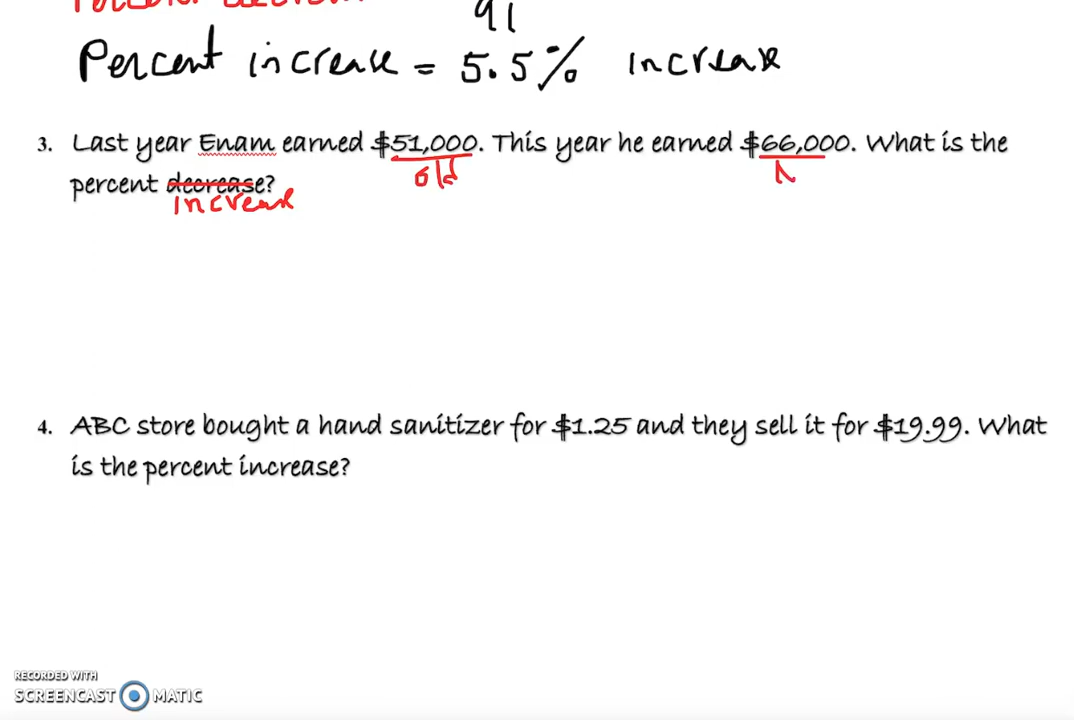 91
Percent increase = 5.5% increase
3. Last year Enam earned $51,000. This year he earned $66,000. What is the
old
percent decrease?
increase
4. ABC store bought a hand sanitizer for $1.25 and they sell it for $19.99. What
is the percent increase?
RECORDED WITH
SCREENCAST MATIC